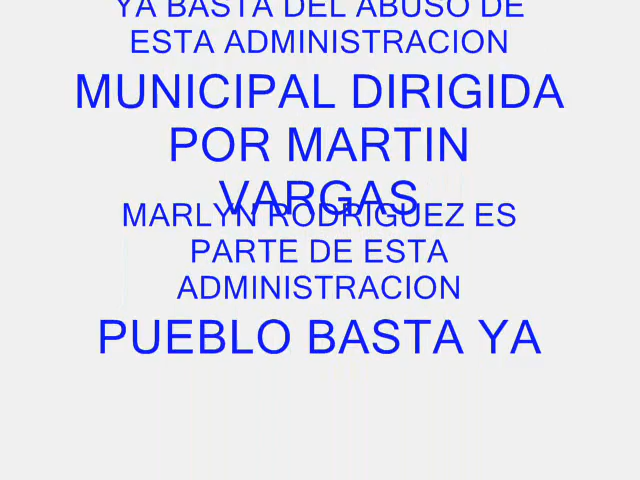 YA BASTA DEL ABUSO DE
ESTA ADMINISTRACION
MUNICIPAL DIRIGIDA
POR MARTIN
VARGAS
MARLYN RODRIGUEZ ES
PARTE DE ESTA
ADMINISTRACION
PUEBLO BASTA YA